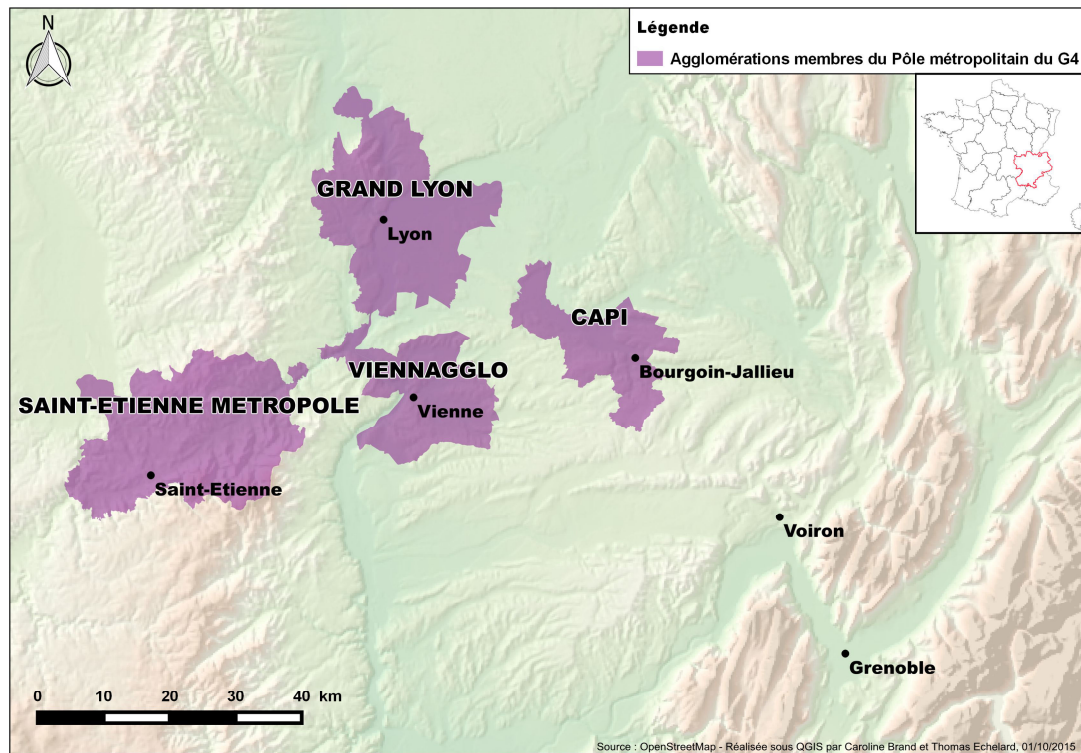 N
Légende
Agglomérations membres du Pôle métropolitain du G4
GRAND LYON
Lyon
CAPI
Bourgoin-Jallieu
VIENNAGGLO
Vienne
SAINT-ETIENNE METROPOLE
Saint-Etienne
Voiron
Grenoble
0 10 20 30 40 km
Source : OpenStreetMap - Réalisée sous QGIS par Caroline Brand et Thomas Echelard, 01/10/2015